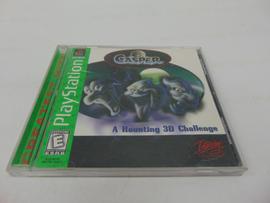 CASPER
PlayStation
GREATEST HITS
E
A Haunting 3D Challenge